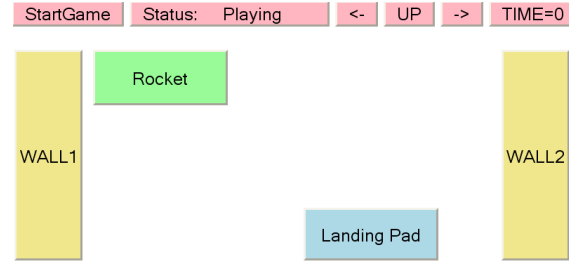 StartGame Status: Playing <- UP -> TIME=0
Rocket
WALL1 WALL2
Landing Pad